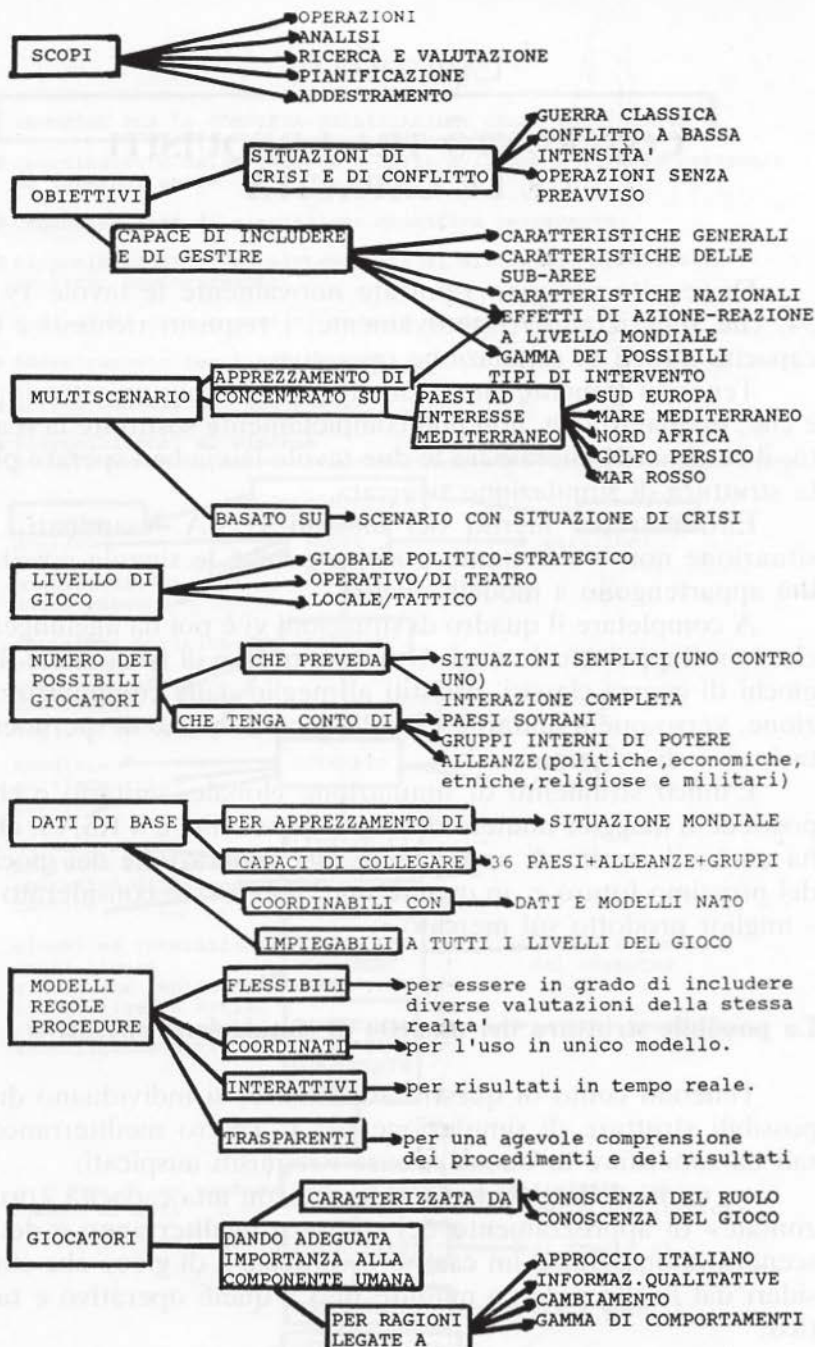 OPERAZIONI
SCOPI
ANALISI
RICERCA E VALUTAZIONE
PIANIFICAZIONE
ADDESTRAMENTO
OBIETTIVI
SITUAZIONI DI
CRISI E DI CONFLITTO
GUERRA CLASSICA
CONFLITTO A BASSA
INTENSITA'
OPERAZIONI SENZA
PREAVVISO
CAPACE DI INCLUDERE
E DI GESTIRE
CARATTERISTICHE GENERALI
CARATTERISTICHE DELLE
SUB-AREE
CARATTERISTICHE NAZIONALI
EFFETTI DI AZIONE-REAZIONE
A LIVELLO MONDIALE
GAMMA DEI POSSIBILI
TIPI DI INTERVENTO
MULTISCENARIO
APPREZZAMENTO DI
CONCENTRATO SU
PAESI AD
INTERESSE
MEDITERRANEO
SUD EUROPA
MARE MEDITERRANEO
NORD AFRICA
GOLFO PERSICO
MAR ROSSO
BASATO SU
SCENARIO CON SITUAZIONE DI CRISI
LIVELLO DI
GIOCO
GLOBALE POLITICO-STRATEGICO
OPERATIVO/DI TEATRO
LOCALE/TATTICO
NUMERO DEI
POSSIBILI
GIOCATORI
CHE PREVEDA
SITUAZIONI SEMPLICI(UNO CONTRO
UNO)
INTERAZIONE COMPLETA
CHE TENGA CONTO DI
PAESI SOVRANI
GRUPPI INTERNI DI POTERE
ALLEANZE(politiche,economiche,
etniche,religiose e militari)
DATI DI BASE
PER APPREZZAMENTO DI
SITUAZIONE MONDIALE
CAPACI DI COLLEGARE
36 PAESI+ALLEANZE+GRUPPI
COORDINABILI CON
DATI E MODELLI NATO
IMPIEGABILI A TUTTI I LIVELLI DEL GIOCO
MODELLI
REGOLE
PROCEDURE
FLESSIBILI
per essere in grado di includere
diverse valutazioni della stessa
realta'
COORDINATI
per l'uso in unico modello.
INTERATTIVI
per risultati in tempo reale.
TRASPARENTI
per una agevole comprensione
dei procedimenti e dei risultati
GIOCATORI
CARATTERIZZATA DA
CONOSCENZA DEL RUOLO
CONOSCENZA DEL GIOCO
DANDO ADEGUATA
IMPORTANZA ALLA
COMPONENTE UMANA
PER RAGIONI
LEGATE A
APPROCCIO ITALIANO
INFORMAZ.QUALITATIVE
CAMBIAMENTO
GAMMA DI COMPORTAMENTI